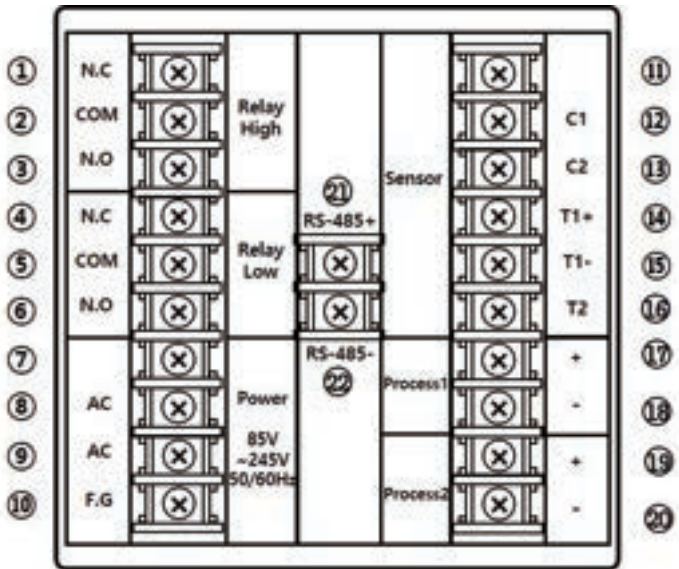 ① N.C ⑪
② COM Relay High C1 ⑫
③ N.O C2 ⑬
④ N.C Sensor ㉑ RS-485+ T1+ ⑭
⑤ COM Relay Low T1- ⑮
⑥ N.O T2 ⑯
⑦ RS-485- ㉒ + ⑰
⑧ AC Power Process1 - ⑱
⑨ AC 85V ~245V + ⑲
⑩ F.G 50/60Hz Process2 - ⑳